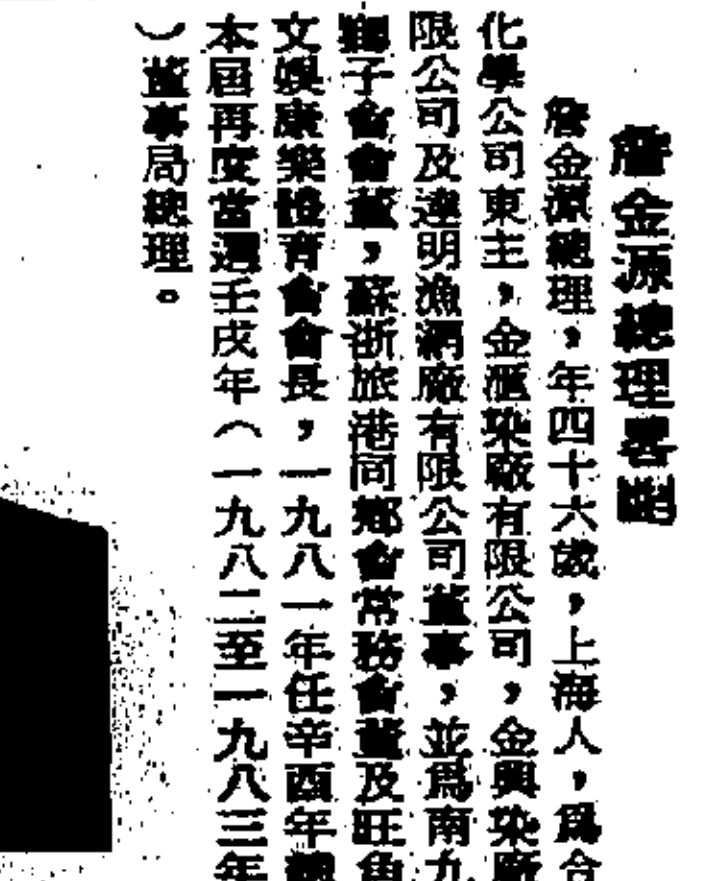 詹金源總理畧歷
詹金源總理，年四十六歲，上海人，爲合
化學公司東主，金滙染廠有限公司，金興染廠
限公司及達明漁網廠有限公司董事，並爲南九
獅子會會董，蘇浙旅港同鄉會常務會董及旺角
文娛康樂體育會會長，一九八一年任辛酉年總
本屆再度當選壬戌年（一九八二至一九八三年
）董事局總理。